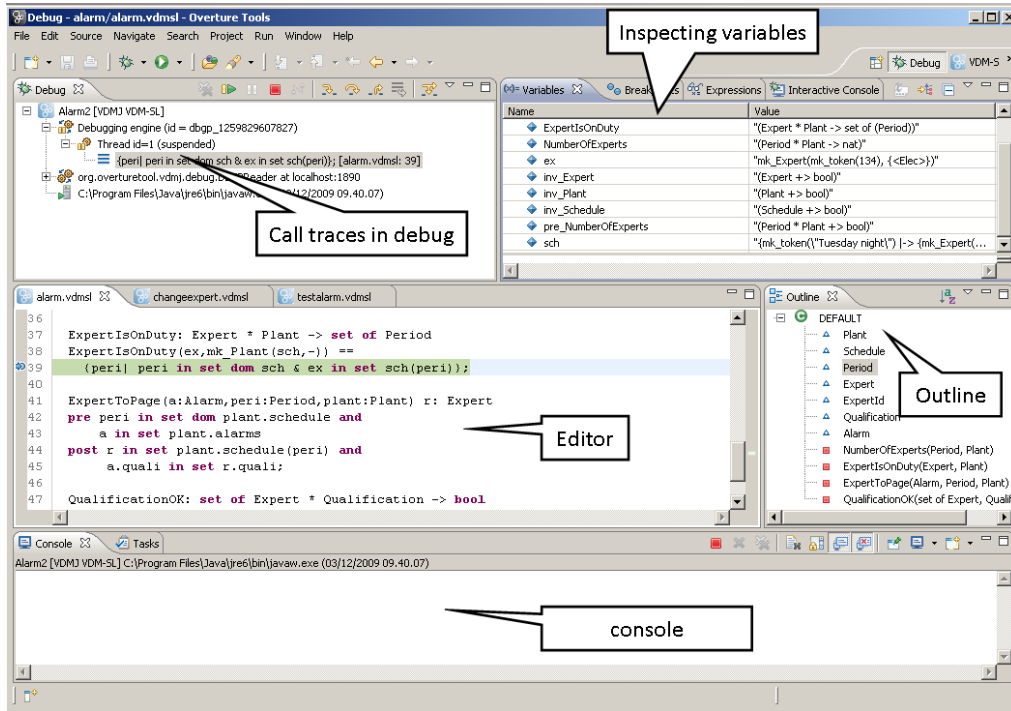 Debug - alarm/alarm.vdmsl - Overture Tools
File Edit Source Navigate Search Project Run Window Help
Inspecting variables
Debug VDM-S
Debug
Alarm2 [VDMJ VDM-SL]
Debugging engine (id = dbgp_1259829607827)
Thread id=1 (suspended)
{peri| peri in set dom sch & ex in set sch(peri)}; [alarm.vdmsl: 39]
org.overturetool.vdmj.debug. Reader at localhost:1890
C:\Program Files\Java\jre6\bin\javaw. /2009 09.40.07)
Call traces in debug
(x)= Variables Expressions Interactive Console
Name Value
ExpertIsOnDuty "(Expert * Plant -> set of (Period))"
NumberOfExperts "(Period * Plant -> nat)"
ex "mk_Expert(mk_token(134), {<Elec>})"
inv_Expert "(Expert +> bool)"
inv_Plant "(Plant +> bool)"
inv_Schedule "(Schedule +> bool)"
pre_NumberOfExperts "(Period * Plant +> bool)"
sch "{mk_token(\"Tuesday night\") |-> {mk_Expert(...
alarm.vdmsl changeexpert.vdmsl testalarm.vdmsl
36
37 ExpertIsOnDuty: Expert * Plant -> set of Period
38 ExpertIsOnDuty(ex,mk_Plant(sch,-)) ==
39 {peri| peri in set dom sch & ex in set sch(peri)};
40
41 ExpertToPage(a:Alarm,peri:Period,plant:Plant) r: Expert
42 pre peri in set dom plant.schedule and
43 a in set plant.alarms
44 post r in set plant.schedule(peri) and
45 a.quali in set r.quali;
46
47 QualificationOK: set of Expert * Qualification -> bool
Editor
Outline
DEFAULT
Plant
Schedule
Period
Expert
ExpertId
Qualification
Alarm
NumberOfExperts(Period, Plant)
ExpertIsOnDuty(Expert, Plant)
ExpertToPage(Alarm, Period, Plant)
QualificationOK(set of Expert, Qualif
Outline
Console Tasks
Alarm2 [VDMJ VDM-SL] C:\Program Files\Java\jre6\bin\javaw.exe (03/12/2009 09.40.07)
console